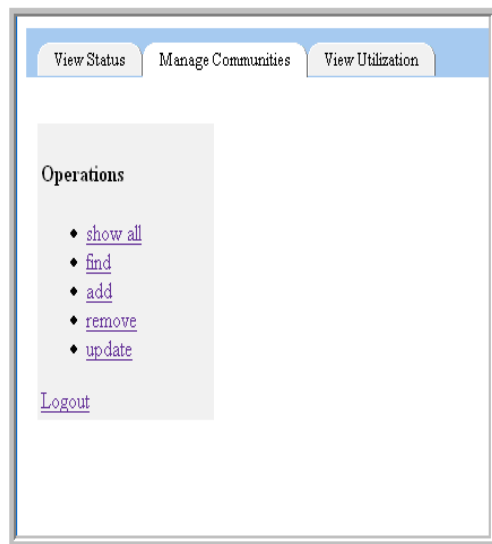 View Status Manage Communities View Utilization
Operations
show all
find
add
remove
update
Logout